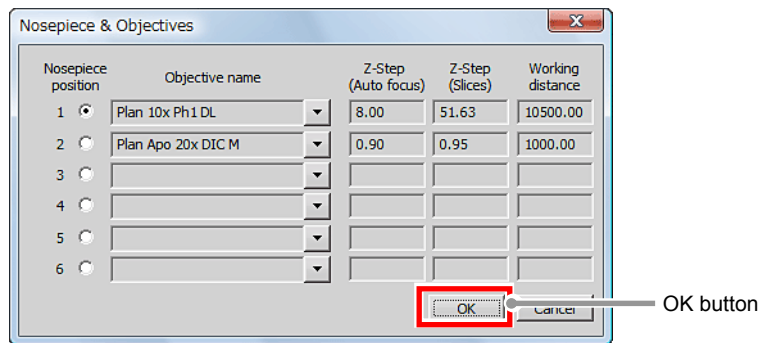 Nosepiece & Objectives
Nosepiece position Objective name Z-Step (Auto focus) Z-Step (Slices) Working distance
1 Plan 10x Ph1 DL 8.00 51.63 10500.00
2 Plan Apo 20x DIC M 0.90 0.95 1000.00
3
4
5
6
OK Cancel OK button